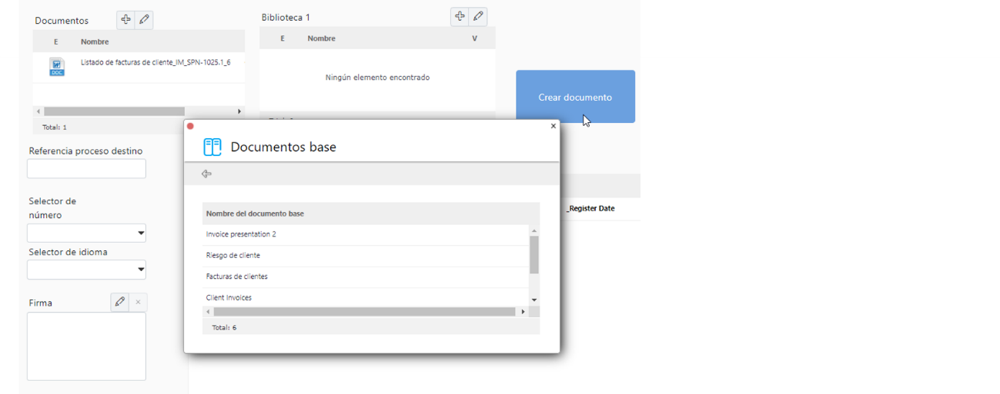 Documentos
E Nombre
DOC
Listado de facturas de cliente_IM_SPN-1025.1_6
Total: 1
Biblioteca 1
E Nombre V
Ningún elemento encontrado
Crear documento
Referencia proceso destino
Selector de
número
Selector de idioma
Firma
Documentos base
Nombre del documento base
Invoice presentation 2
Riesgo de cliente
Facturas de clientes
Client Invoices
Total: 6
_Register Date